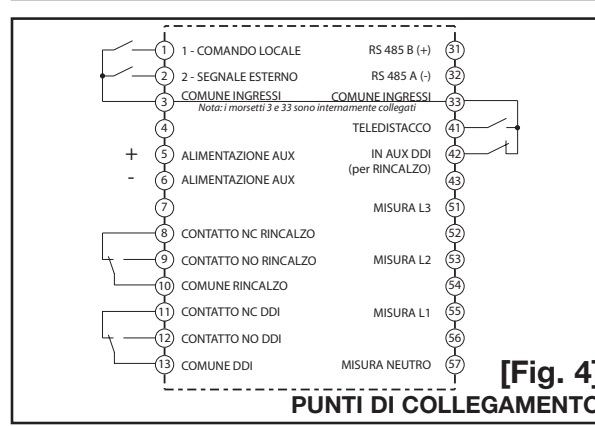 1 1 - COMANDO LOCALE RS 485 B (+) 31
2 2 - SEGNALE ESTERNO RS 485 A (-) 32
3 COMUNE INGRESSI COMUNE INGRESSI 33
Nota: i morsetti 3 e 33 sono internamente collegati
4 TELEDISTACCO 41
+ 5 ALIMENTAZIONE AUX IN AUX DDI 42
(per RINCALZO)
- 6 ALIMENTAZIONE AUX 43
7 MISURA L3 51
8 CONTATTO NC RINCALZO 52
9 CONTATTO NO RINCALZO MISURA L2 53
10 COMUNE RINCALZO 54
11 CONTATTO NC DDI MISURA L1 55
12 CONTATTO NO DDI 56
13 COMUNE DDI MISURA NEUTRO 57
[Fig. 4]
PUNTI DI COLLEGAMENTO